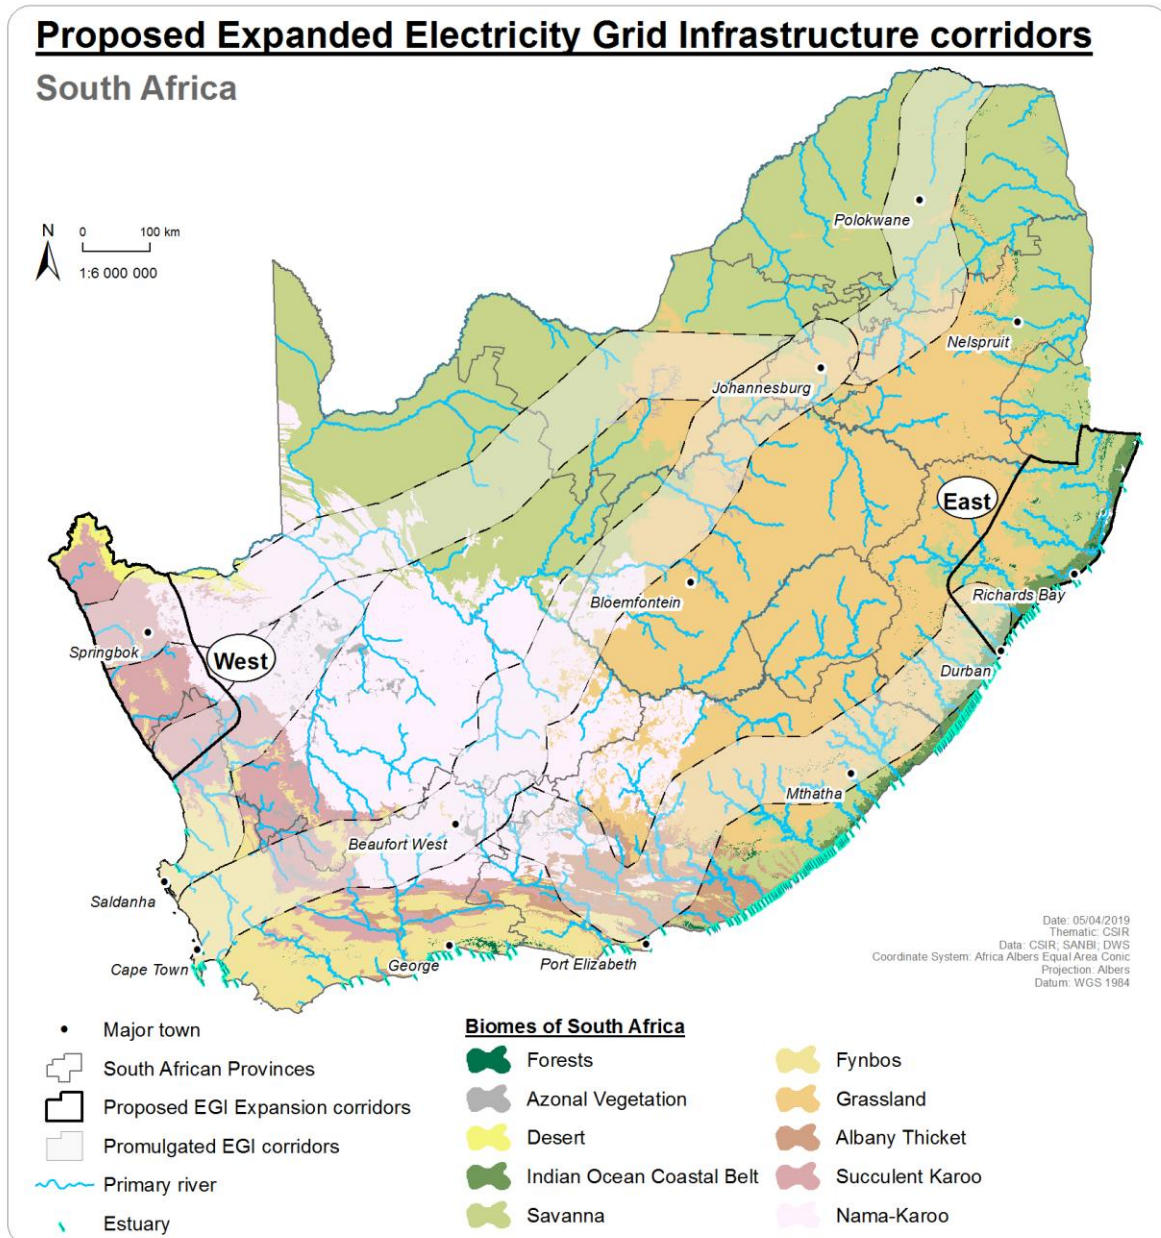 Proposed Expanded Electricity Grid Infrastructure corridors
South Africa
N
0 100 km
1:6 000 000
Polokwane
Nelspruit
Johannesburg
East
Bloemfontein
Richards Bay
Springbok
West
Durban
Mthatha
Beaufort West
Saldanha
Cape Town
George
Port Elizabeth
Date: 05/04/2019
Thematic: CSIR
Data: CSIR; SANBI; DWS
Coordinate System: Africa Albers Equal Area Conic
Projection: Albers
Datum: WGS 1984
Major town
South African Provinces
Proposed EGI Expansion corridors
Promulgated EGI corridors
Primary river
Estuary
Biomes of South Africa
Forests
Azonal Vegetation
Desert
Indian Ocean Coastal Belt
Savanna
Fynbos
Grassland
Albany Thicket
Succulent Karoo
Nama-Karoo